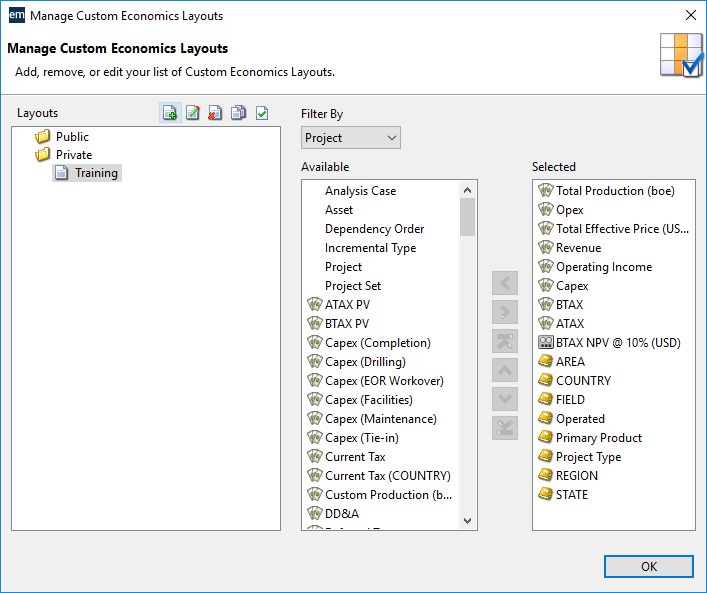 em Manage Custom Economics Layouts
Manage Custom Economics Layouts
Add, remove, or edit your list of Custom Economics Layouts.
Layouts
Public
Private
Training
Filter By
Project
Available
Analysis Case
Asset
Dependency Order
Incremental Type
Project
Project Set
ATAX PV
BTAX PV
Capex (Completion)
Capex (Drilling)
Capex (EOR Workover)
Capex (Facilities)
Capex (Maintenance)
Capex (Tie-in)
Current Tax
Current Tax (COUNTRY)
Custom Production (b...
DD&A
Selected
Total Production (boe)
Opex
Total Effective Price (US...
Revenue
Operating Income
Capex
BTAX
ATAX
BTAX NPV @ 10% (USD)
AREA
COUNTRY
FIELD
Operated
Primary Product
Project Type
REGION
STATE
OK